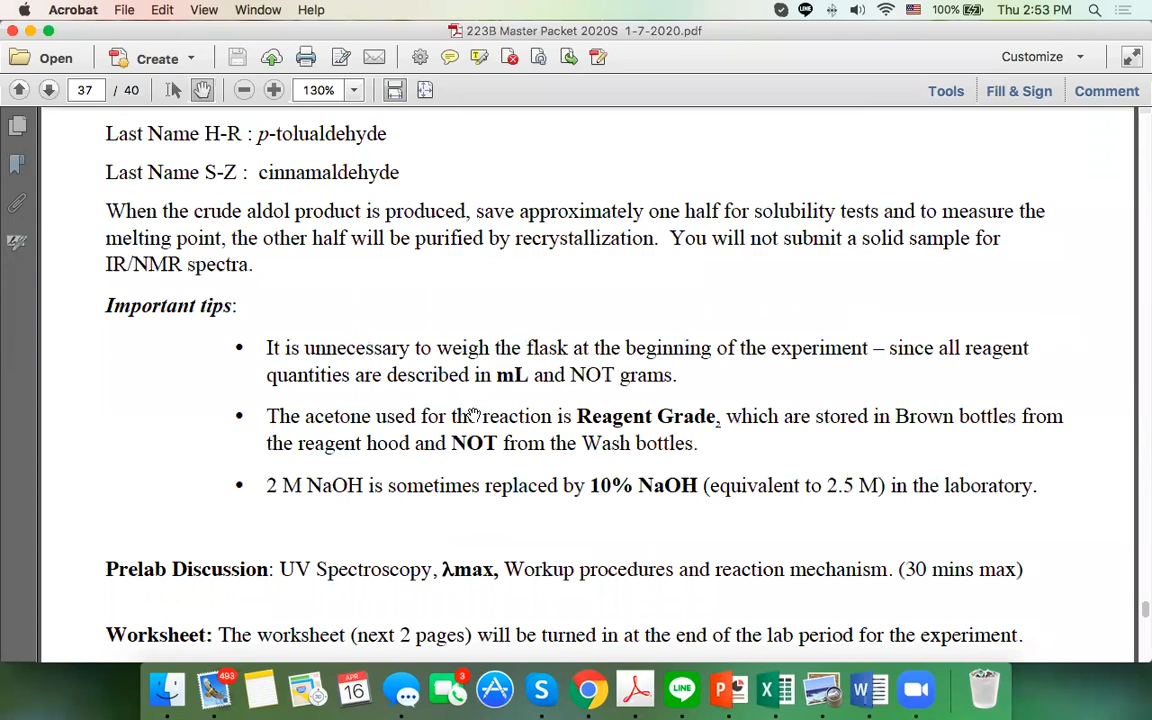 Acrobat File Edit View Window Help 100% Thu 2:53 PM
223B Master Packet 2020S 1-7-2020.pdf
Open Create Customize
37 / 40 130% Tools Fill & Sign Comment
Last Name H-R : p-tolualdehyde
Last Name S-Z : cinnamaldehyde
When the crude aldol product is produced, save approximately one half for solubility tests and to measure the
melting point, the other half will be purified by recrystallization. You will not submit a solid sample for
IR/NMR spectra.
Important tips:
• It is unnecessary to weigh the flask at the beginning of the experiment – since all reagent
quantities are described in mL and NOT grams.
• The acetone used for the reaction is Reagent Grade, which are stored in Brown bottles from
the reagent hood and NOT from the Wash bottles.
• 2 M NaOH is sometimes replaced by 10% NaOH (equivalent to 2.5 M) in the laboratory.
Prelab Discussion: UV Spectroscopy, λmax, Workup procedures and reaction mechanism. (30 mins max)
Worksheet: The worksheet (next 2 pages) will be turned in at the end of the lab period for the experiment.
493 APR 16 3 S LINE P X W